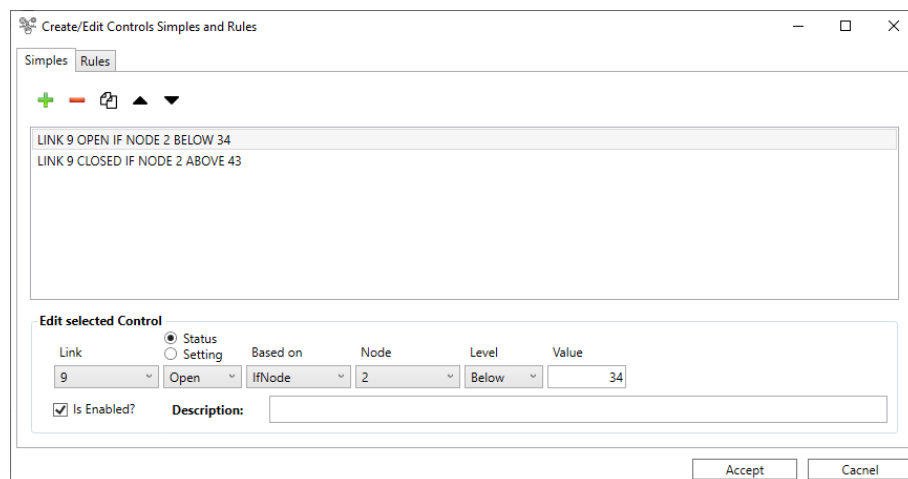 Create/Edit Controls Simples and Rules
Simples Rules
LINK 9 OPEN IF NODE 2 BELOW 34
LINK 9 CLOSED IF NODE 2 ABOVE 43
Edit selected Control
Status
Link Setting Based on Node Level Value
9 Open IfNode 2 Below 34
Is Enabled? Description:
Accept Cacnel